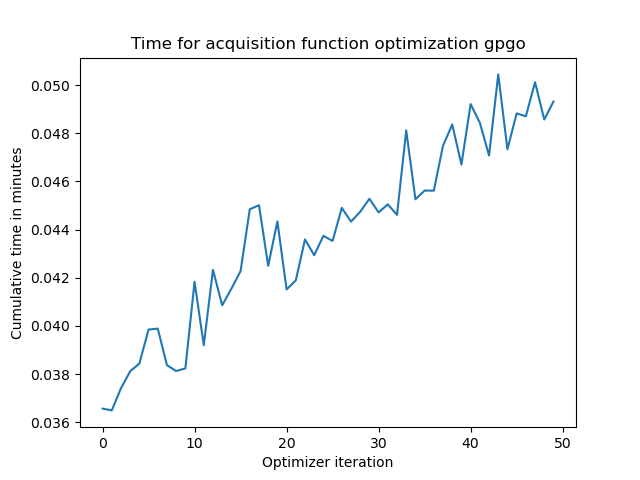 Time for acquisition function optimization gpgo
0.050
0.048
0.046
0.044
0.042
0.040
0.038
0.036
Cumulative time in minutes
0 10 20 30 40 50
Optimizer iteration